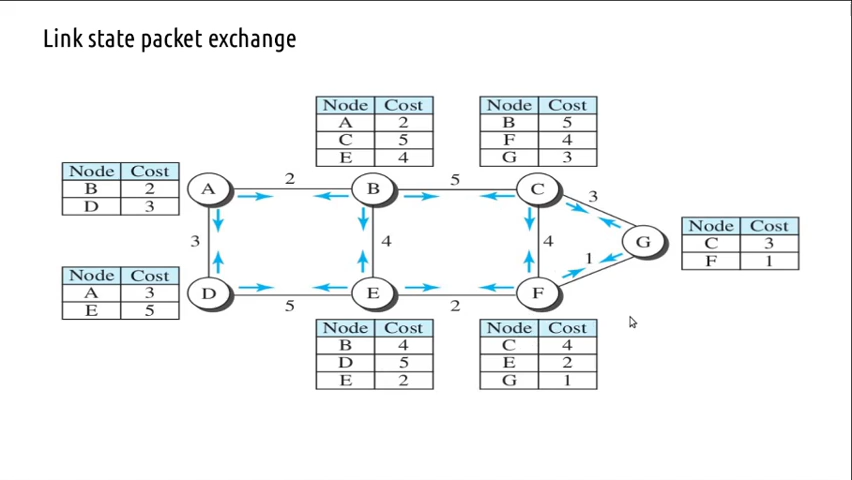 Link state packet exchange
Node Cost
A 2
C 5
E 4
Node Cost
B 5
F 4
G 3
Node Cost
B 2
D 3
A 2 B 5 C 3
Node Cost
C 3
F 1
3 4 4 1 G
Node Cost
A 3
E 5
D 5 E 2 F
Node Cost
B 4
D 5
E 2
Node Cost
C 4
E 2
G 1